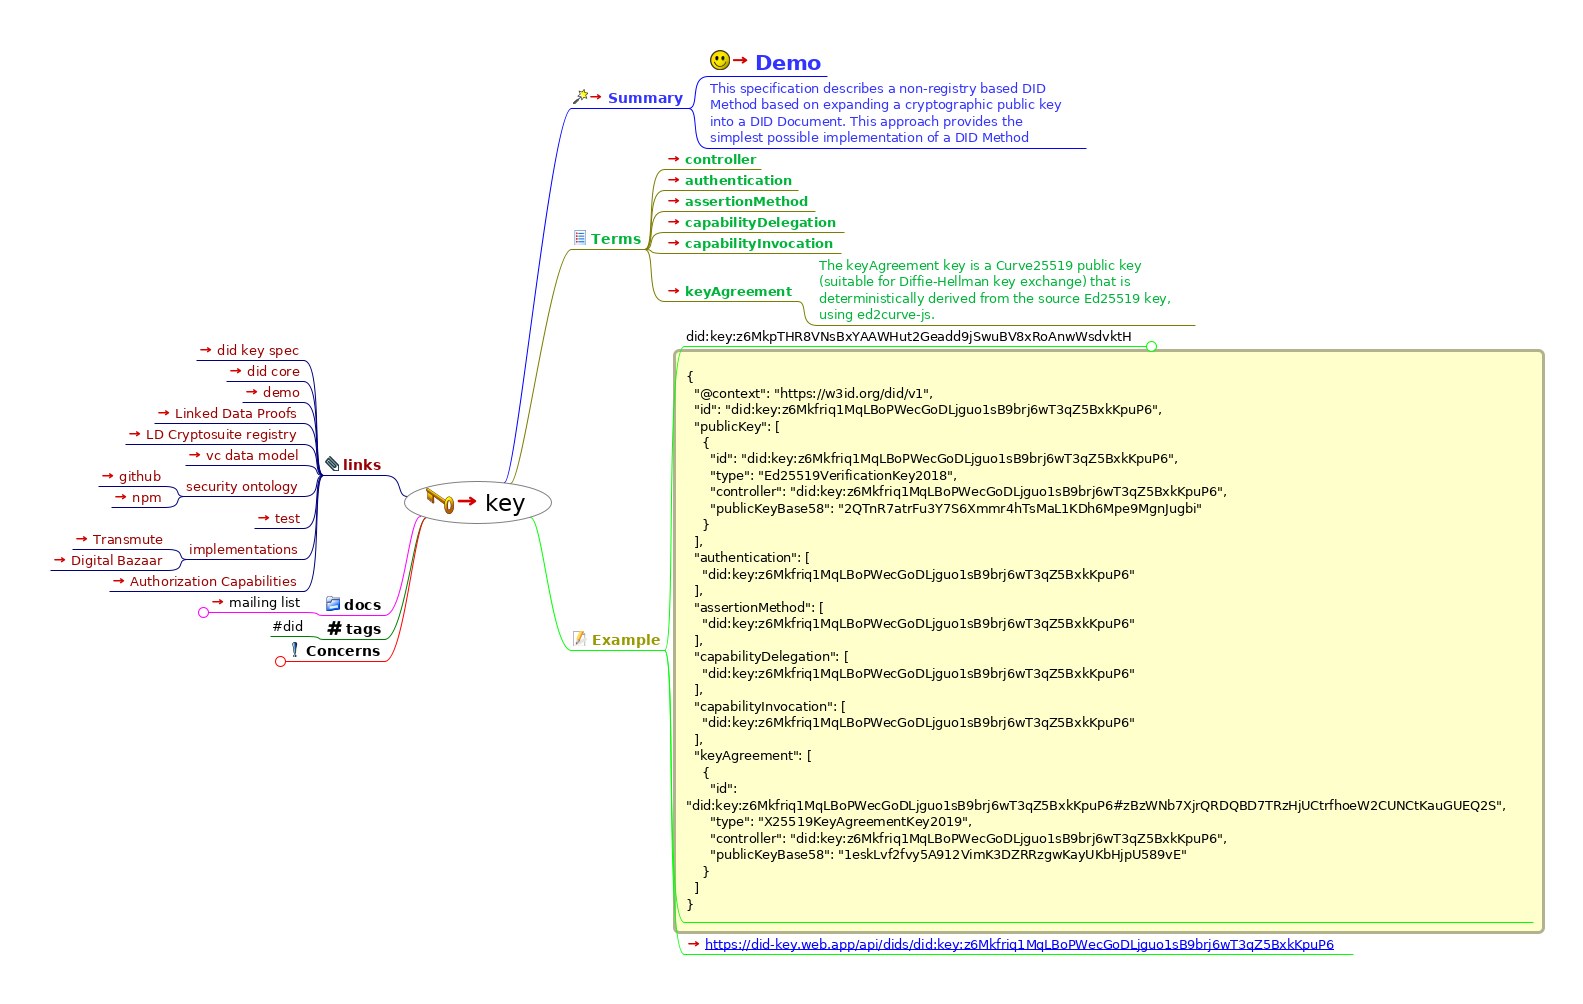 Demo
Summary
This specification describes a non-registry based DID
Method based on expanding a cryptographic public key
into a DID Document. This approach provides the
simplest possible implementation of a DID Method
controller
authentication
assertionMethod
capabilityDelegation
capabilityInvocation
Terms
keyAgreement
The keyAgreement key is a Curve25519 public key
(suitable for Diffie-Hellman key exchange) that is
deterministically derived from the source Ed25519 key,
using ed2curve-js.
did key spec
did core
demo
Linked Data Proofs
LD Cryptosuite registry
vc data model
links
github
npm
security ontology
test
Transmute
Digital Bazaar
implementations
Authorization Capabilities
key
mailing list
docs
#did
tags
Concerns
Example
did:key:z6MkpTHR8VNsBxYAAWHut2Geadd9jSwuBV8xRoAnwWsdvktH
{
"@context": "https://w3id.org/did/v1",
"id": "did:key:z6Mkfriq1MqLBoPWecGoDLjguo1sB9brj6wT3qZ5BxkKpuP6",
"publicKey": [
{
"id": "did:key:z6Mkfriq1MqLBoPWecGoDLjguo1sB9brj6wT3qZ5BxkKpuP6",
"type": "Ed25519VerificationKey2018",
"controller": "did:key:z6Mkfriq1MqLBoPWecGoDLjguo1sB9brj6wT3qZ5BxkKpuP6",
"publicKeyBase58": "2QTnR7atrFu3Y7S6Xmmr4hTsMaL1KDh6Mpe9MgnJugbi"
}
],
"authentication": [
"did:key:z6Mkfriq1MqLBoPWecGoDLjguo1sB9brj6wT3qZ5BxkKpuP6"
],
"assertionMethod": [
"did:key:z6Mkfriq1MqLBoPWecGoDLjguo1sB9brj6wT3qZ5BxkKpuP6"
],
"capabilityDelegation": [
"did:key:z6Mkfriq1MqLBoPWecGoDLjguo1sB9brj6wT3qZ5BxkKpuP6"
],
"capabilityInvocation": [
"did:key:z6Mkfriq1MqLBoPWecGoDLjguo1sB9brj6wT3qZ5BxkKpuP6"
],
"keyAgreement": [
{
"id":
"did:key:z6Mkfriq1MqLBoPWecGoDLjguo1sB9brj6wT3qZ5BxkKpuP6#zBzWNb7XjrQRDQBD7TRzHjUCtrfhoeW2CUNCtKauGUEQ2S",
"type": "X25519KeyAgreementKey2019",
"controller": "did:key:z6Mkfriq1MqLBoPWecGoDLjguo1sB9brj6wT3qZ5BxkKpuP6",
"publicKeyBase58": "1eskLvf2fvy5A912VimK3DZRRzgwKayUKbHjpU589vE"
}
]
}
https://did-key.web.app/api/dids/did:key:z6Mkfriq1MqLBoPWecGoDLjguo1sB9brj6wT3qZ5BxkKpuP6